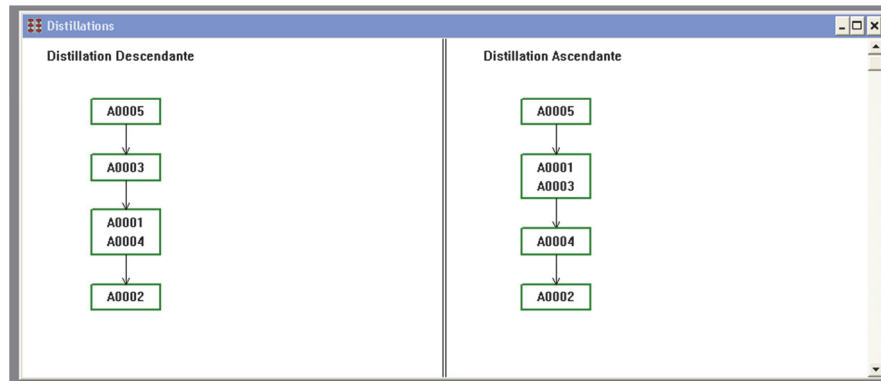 Distillations
Distillation Descendante
A0005
A0003
A0001
A0004
A0002
Distillation Ascendante
A0005
A0001
A0003
A0004
A0002